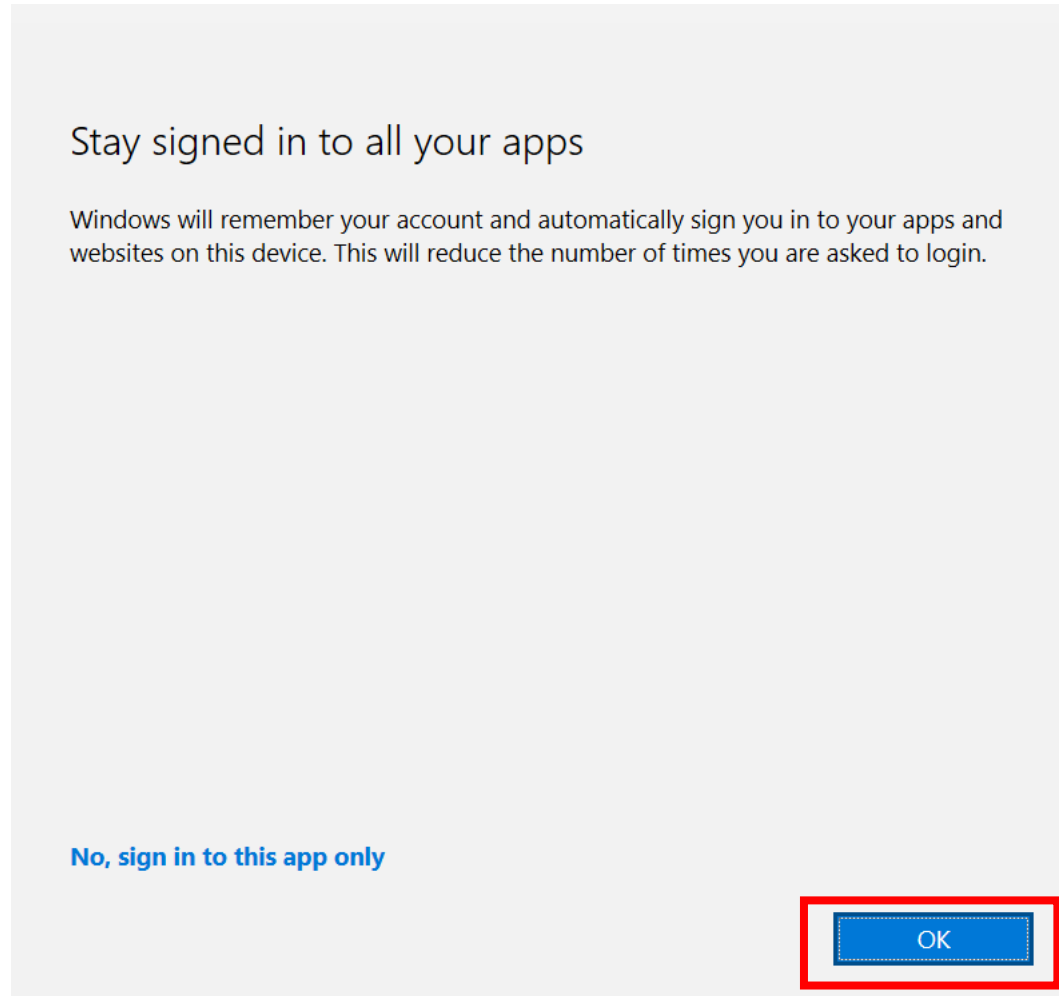 Stay signed in to all your apps
Windows will remember your account and automatically sign you in to your apps and
websites on this device. This will reduce the number of times you are asked to login.
No, sign in to this app only
OK